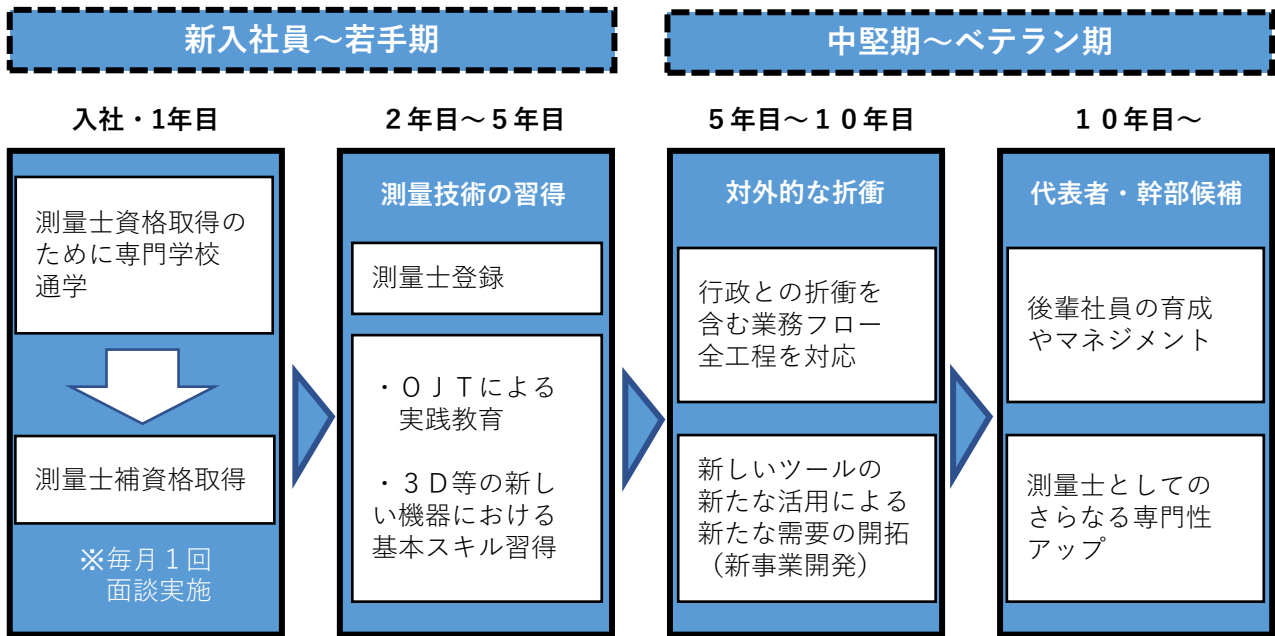 新入社員～若手期
中堅期～ベテラン期
入社・1年目
測量士資格取得の
ために専門学校
通学
測量士補資格取得
※毎月１回
面談実施
２年目～５年目
測量技術の習得
測量士登録
・ＯＪＴによる
実践教育
・３Ｄ等の新し
い機器における
基本スキル習得
５年目～１０年目
対外的な折衝
行政との折衝を
含む業務フロー
全工程を対応
新しいツールの
新たな活用による
新たな需要の開拓
（新事業開発）
１０年目～
代表者・幹部候補
後輩社員の育成
やマネジメント
測量士としての
さらなる専門性
アップ